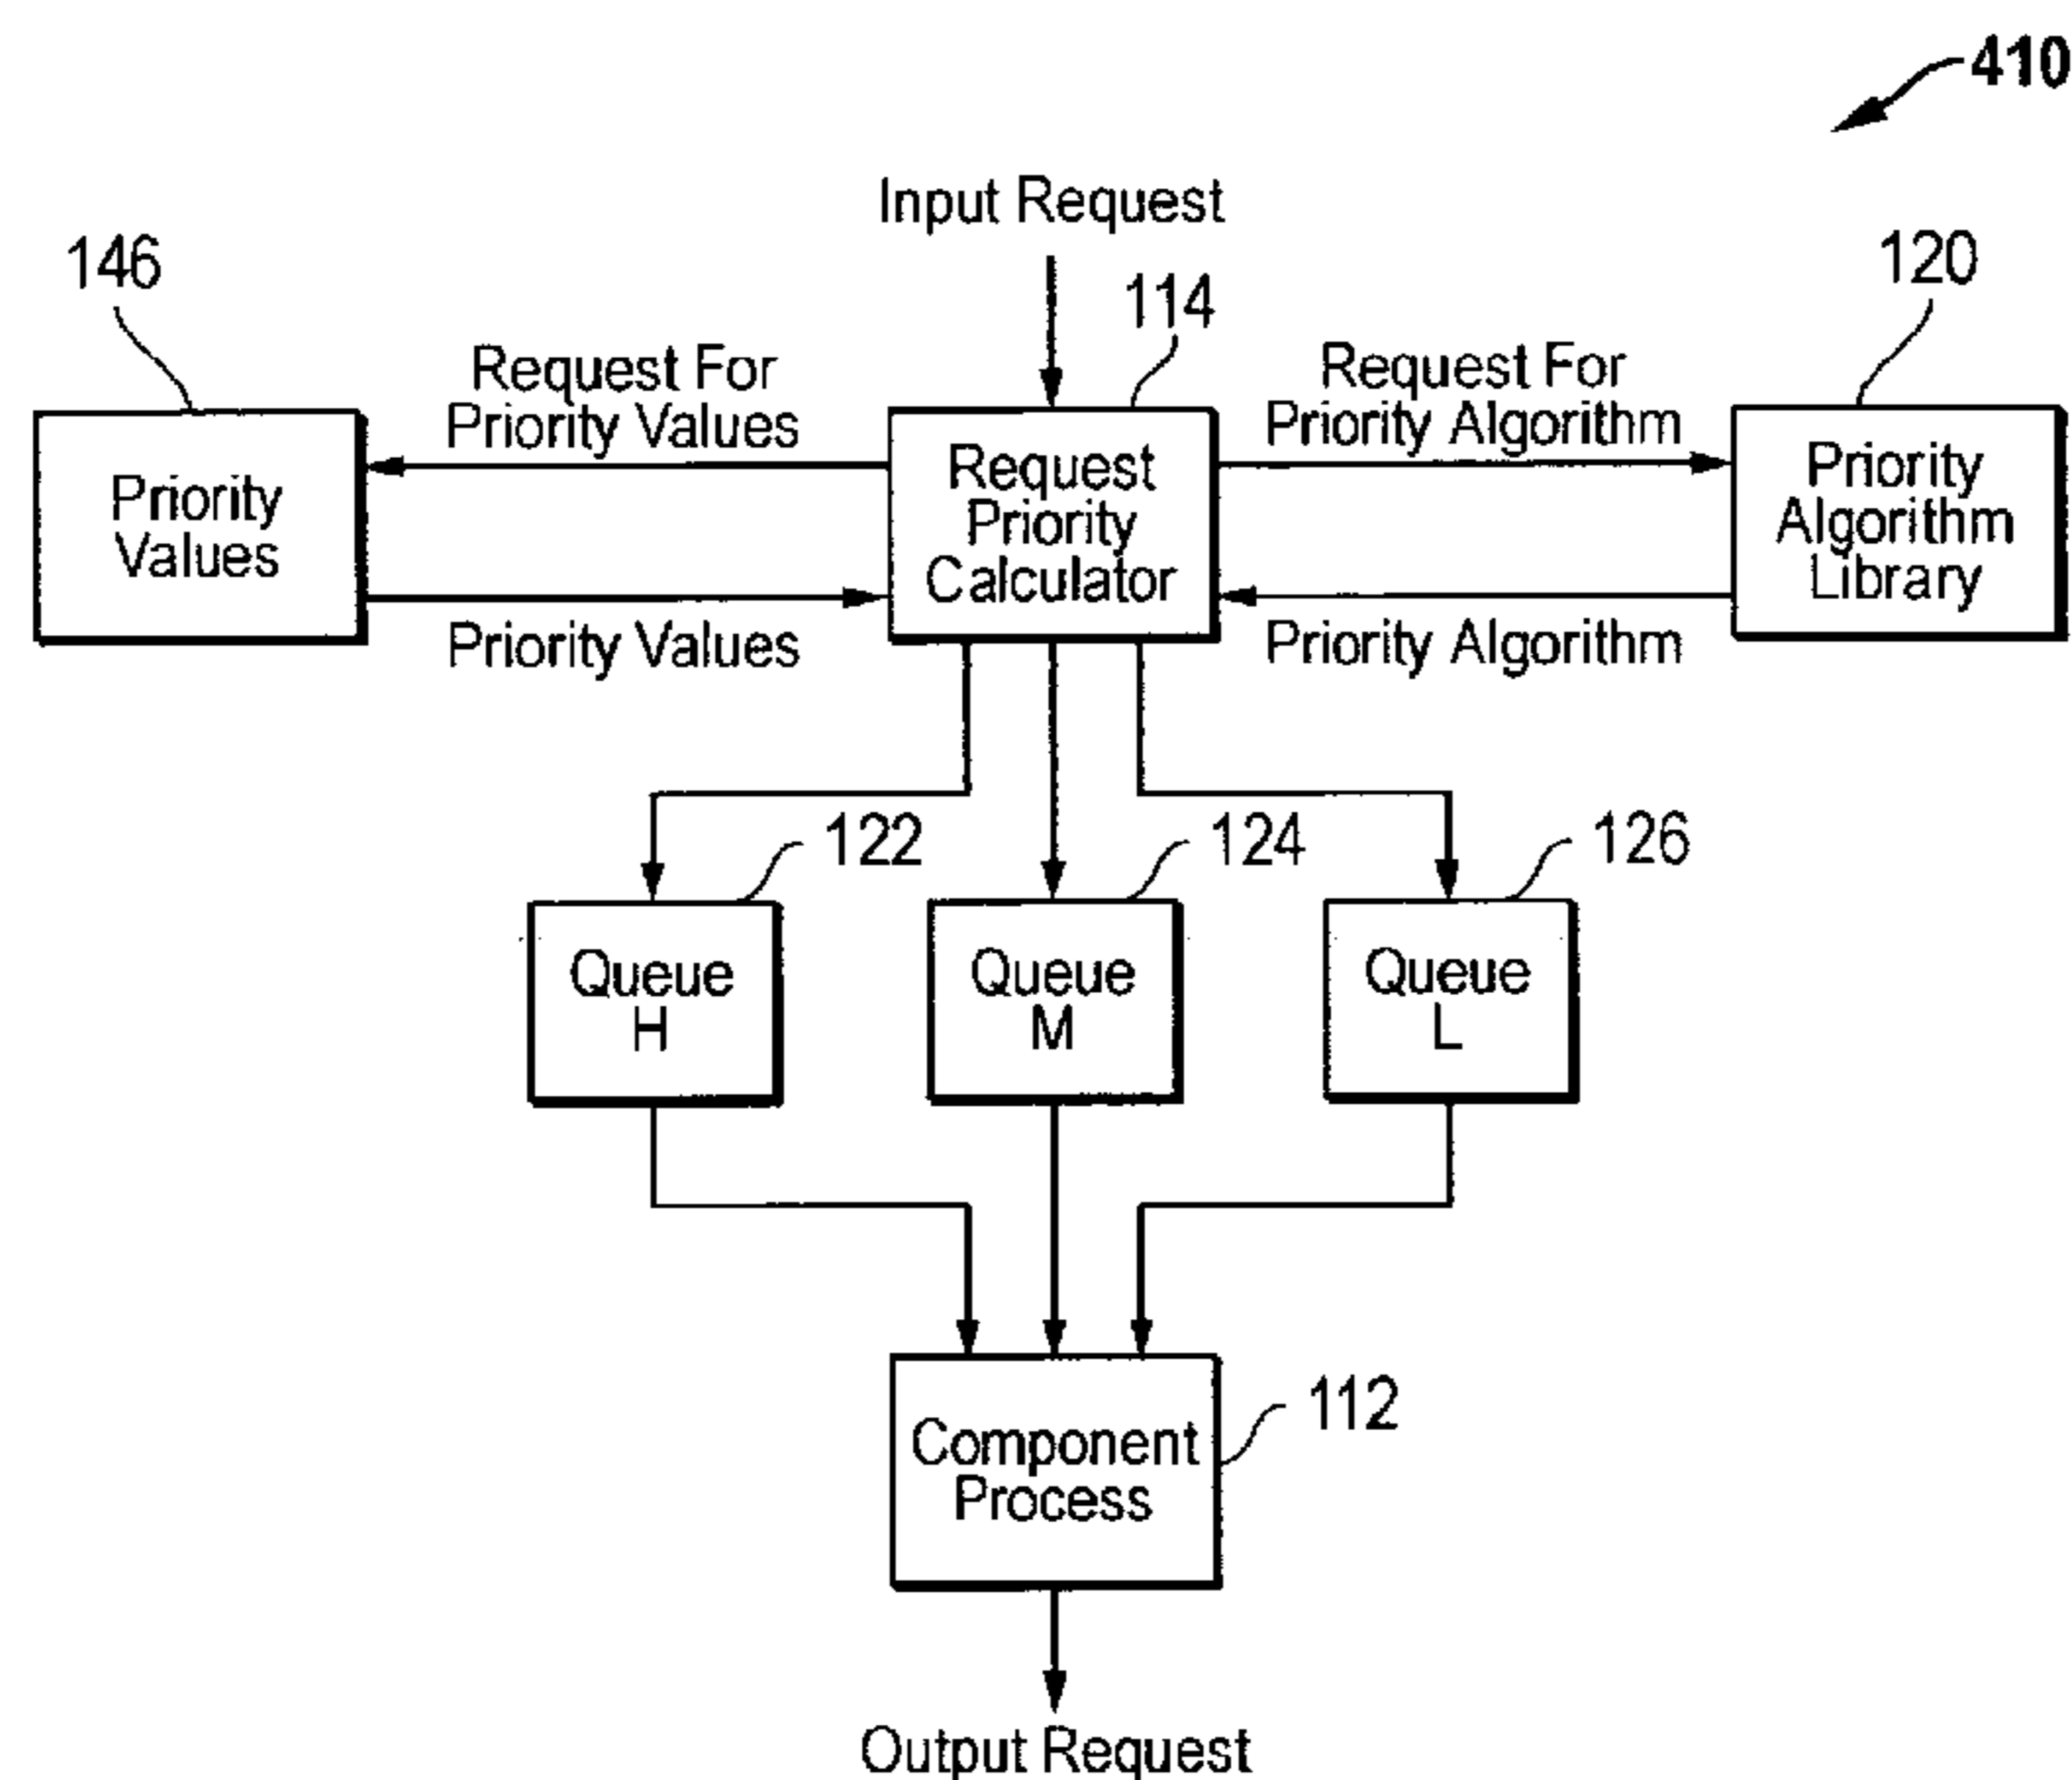 410
Input Request
146
114
120
Request For
Priority Values
Request For
Priority Algorithm
Priority
Values
Request
Priority
Calculator
Priority
Algorithm
Library
Priority Values
Priority Algorithm
122
124
126
Queue
H
Queue
M
Queue
L
112
Component
Process
Output Request